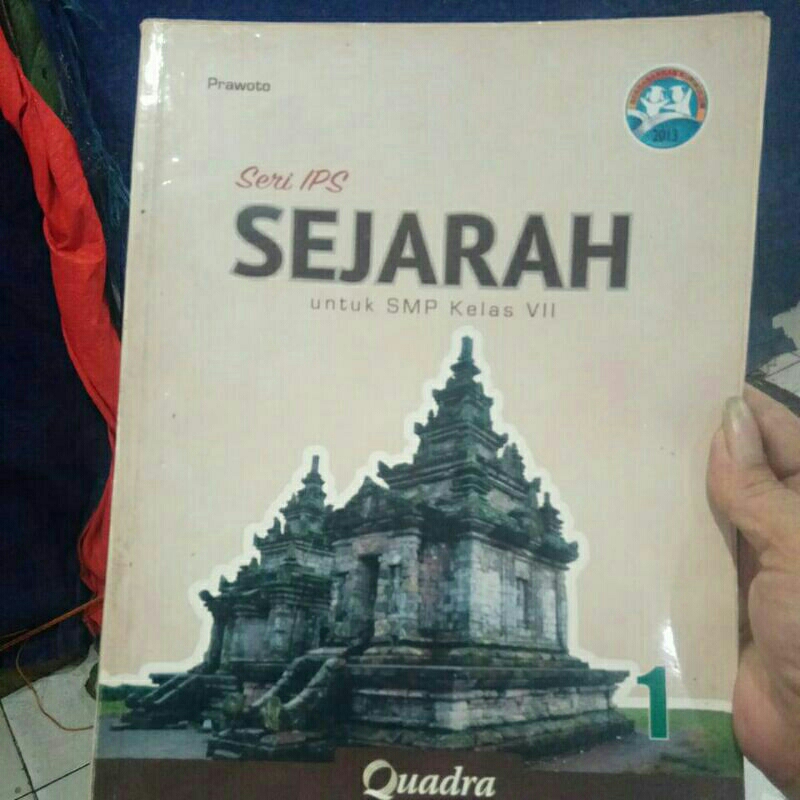 Prawoto
2013
Seri IPS
SEJARAH
untuk SMP Kelas VII
1
Quadra